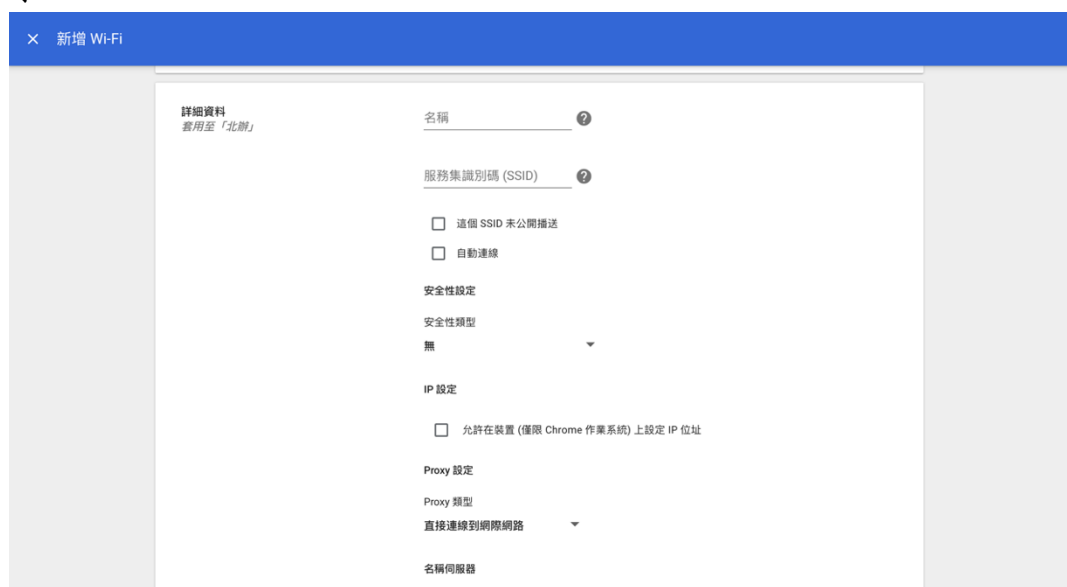 新增 Wi-Fi
詳細資料
套用至「北辦」
名稱
服務集識別碼 (SSID)
這個 SSID 未公開播送
自動連線
安全性設定
安全性類型
無
IP 設定
允許在裝置 (僅限 Chrome 作業系統) 上設定 IP 位址
Proxy 設定
Proxy 類型
直接連線到網際網路
名稱伺服器